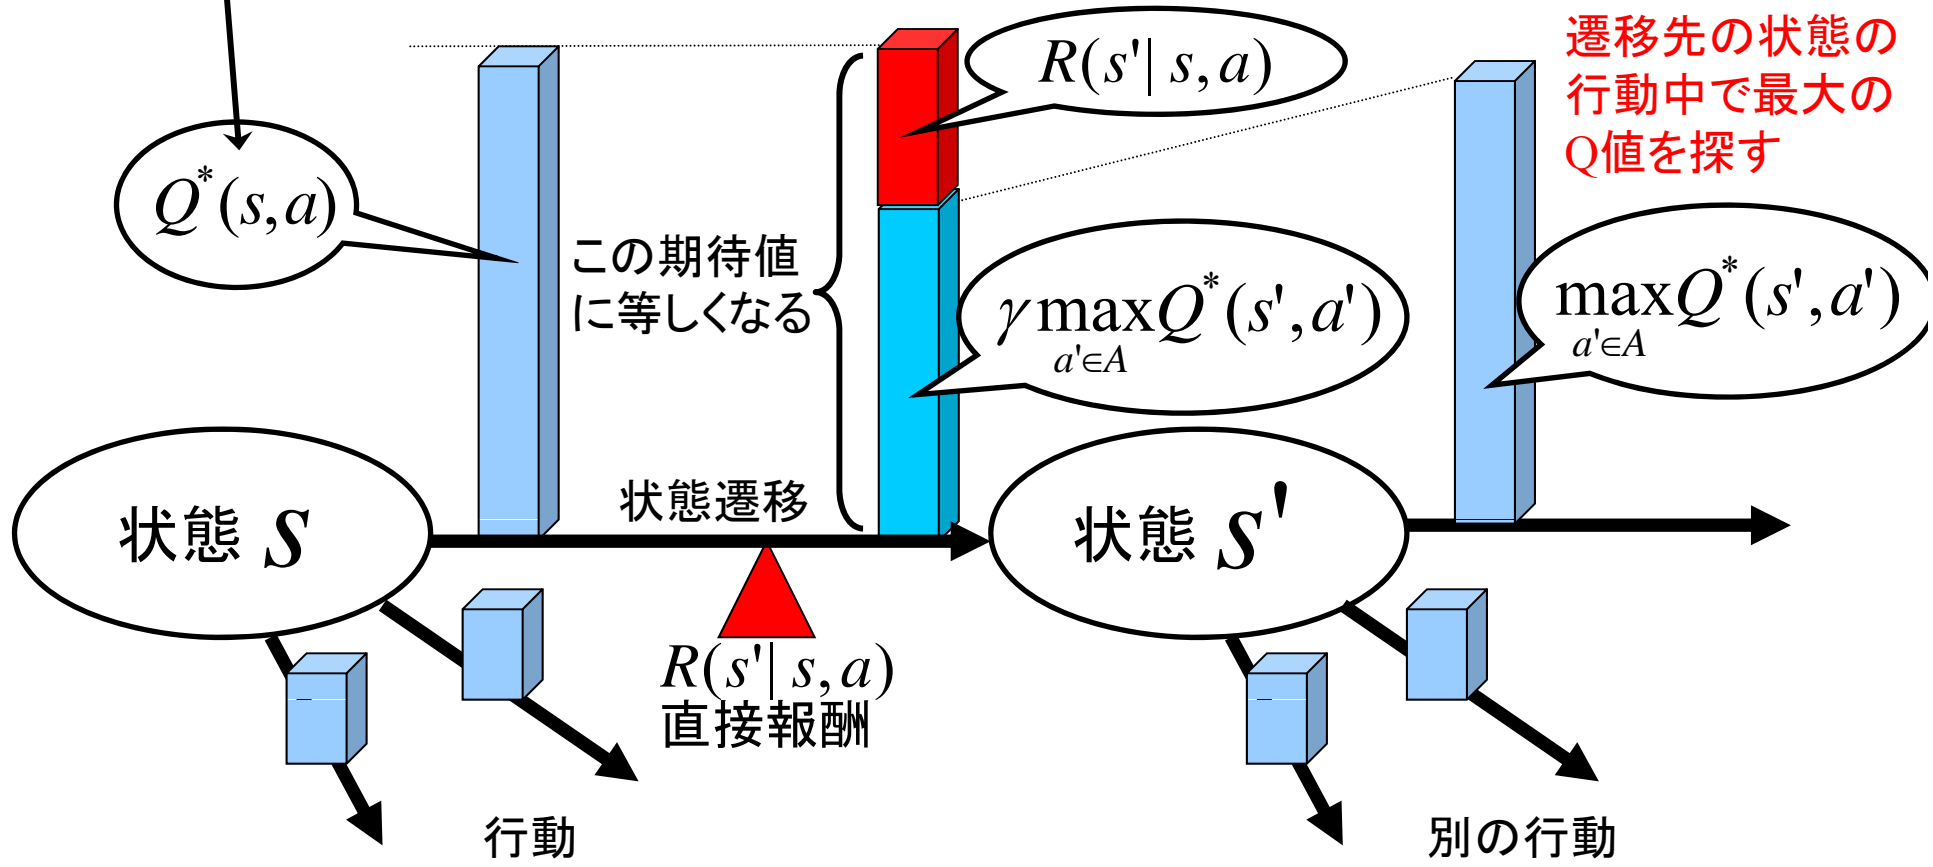 R(s'| s,a)
遷移先の状態の
行動中で最大の
Q値を探す
Q*(s,a)
この期待値
に等しくなる
γ max Q*(s',a')
a'∈A
max Q*(s',a')
a'∈A
状態遷移
状態 s
状態 s'
R(s'| s,a)
直接報酬
行動
別の行動